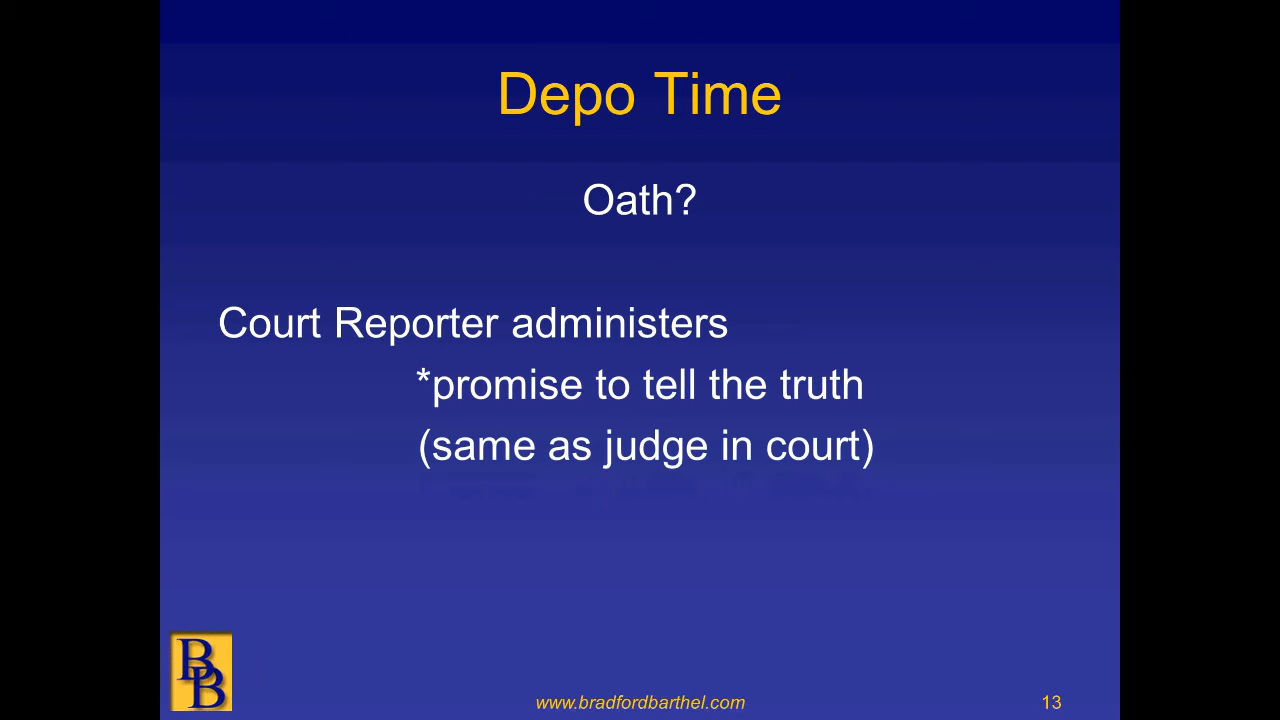 Depo Time
Oath?
Court Reporter administers
*promise to tell the truth
(same as judge in court)
BB
www.bradfordbarthel.com
13